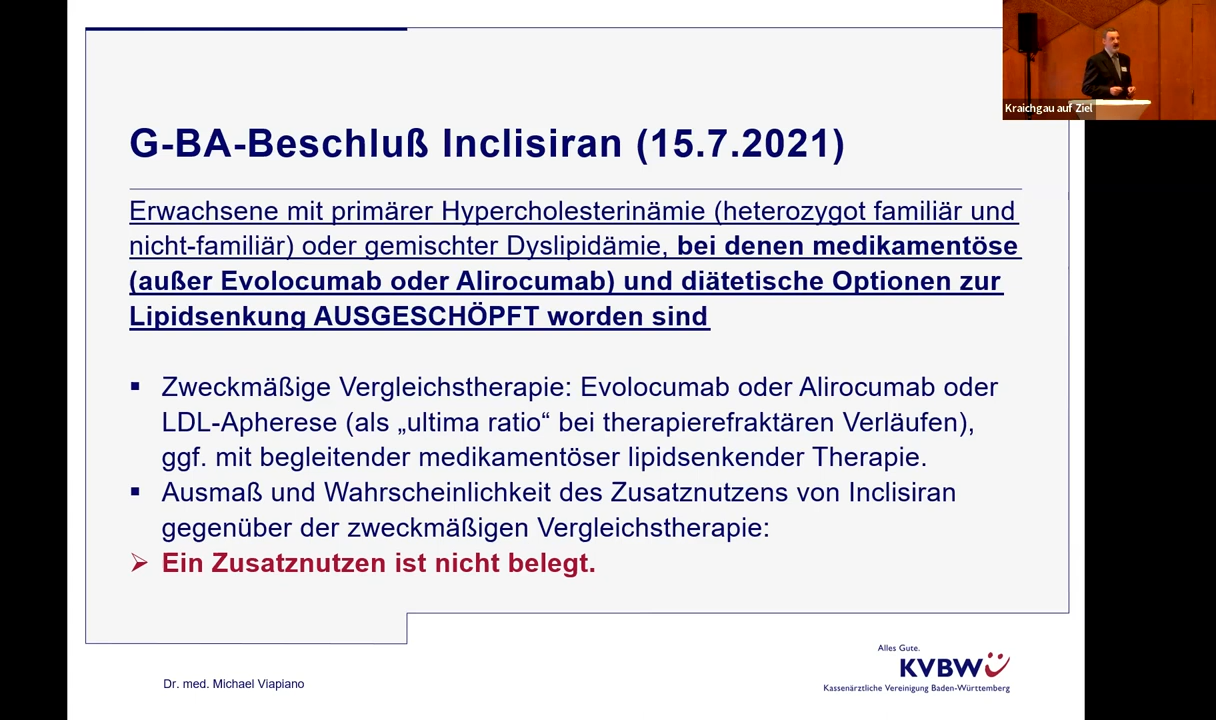 Kraichgau auf Ziel
G-BA-Beschluß Inclisiran (15.7.2021)
Erwachsene mit primärer Hypercholesterinämie (heterozygot familiär und
nicht-familiär) oder gemischter Dyslipidämie, bei denen medikamentöse
(außer Evolocumab oder Alirocumab) und diätetische Optionen zur
Lipidsenkung AUSGESCHÖPFT worden sind
▪ Zweckmäßige Vergleichstherapie: Evolocumab oder Alirocumab oder
LDL-Apherese (als „ultima ratio“ bei therapierefraktären Verläufen),
ggf. mit begleitender medikamentöser lipidsenkender Therapie.
▪ Ausmaß und Wahrscheinlichkeit des Zusatznutzens von Inclisiran
gegenüber der zweckmäßigen Vergleichstherapie:
➢ Ein Zusatznutzen ist nicht belegt.
Alles Gute.
KVBW
Kassenärztliche Vereinigung Baden-Württemberg
Dr. med. Michael Viapiano